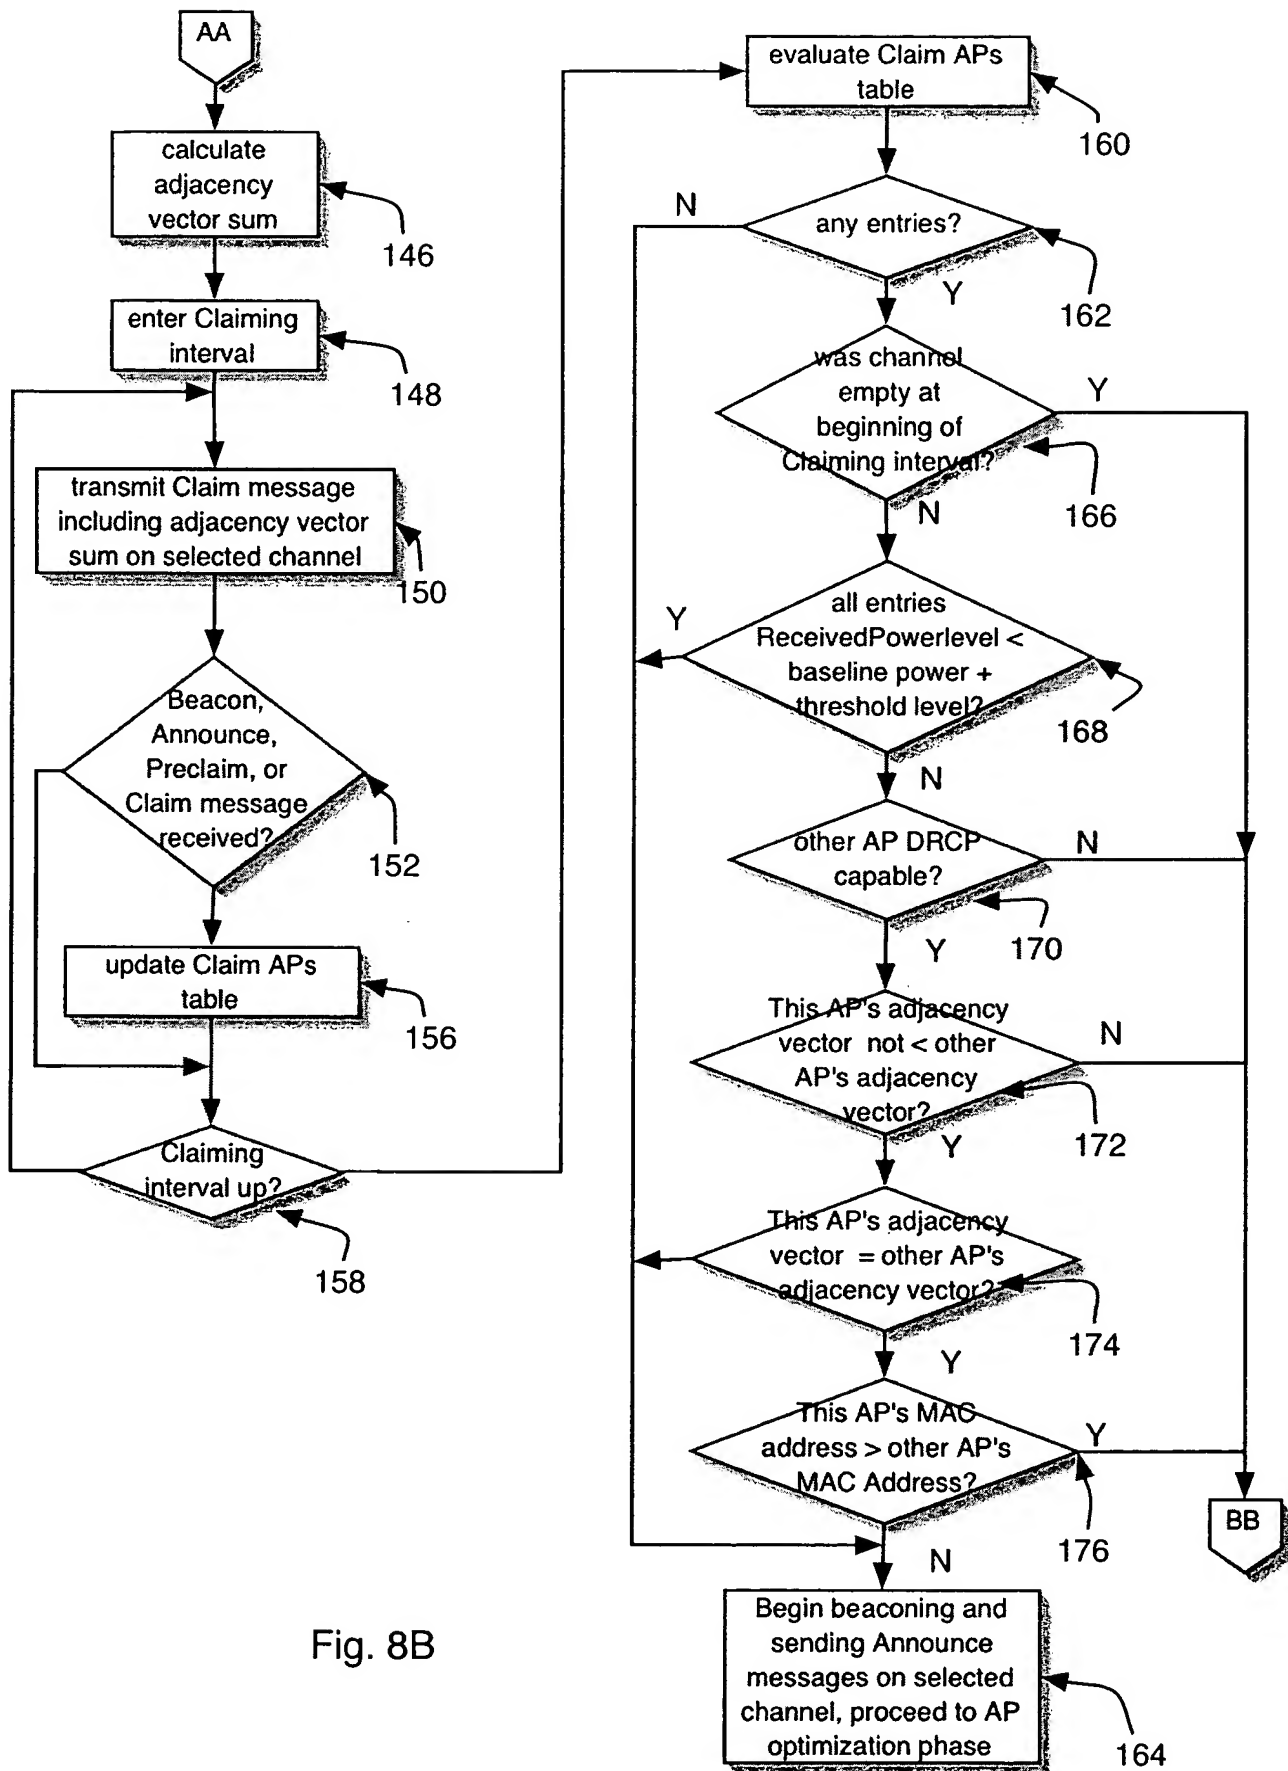 AA
calculate
adjacency
vector sum
146
enter Claiming
interval
148
transmit Claim message
including adjacency vector
sum on selected channel
150
Beacon,
Announce,
Preclaim, or
Claim message
received?
152
update Claim APs
table
156
Claiming
interval up?
158
evaluate Claim APs
table
160
any entries?
N
Y
162
was channel
empty at
beginning of
Claiming interval?
Y
N
166
all entries
ReceivedPowerlevel <
baseline power +
threshold level?
Y
N
168
other AP DRCP
capable?
N
Y
170
This AP's adjacency
vector not < other
AP's adjacency
vector?
N
Y
172
This AP's adjacency
vector = other AP's
adjacency vector?
Y
174
This AP's MAC
address > other AP's
MAC Address?
Y
N
176
BB
Begin beaconing and
sending Announce
messages on selected
channel, proceed to AP
optimization phase
164
Fig. 8B